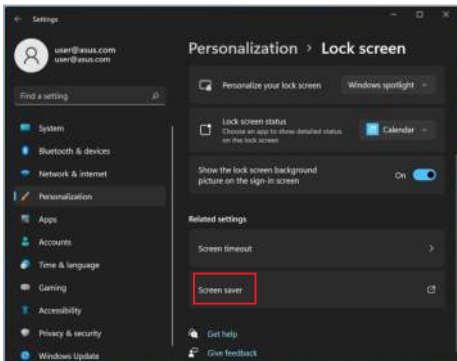 Settings
user@asus.com
user@asus.com
Find a setting
System
Bluetooth & devices
Network & internet
Personalization
Apps
Accounts
Time & language
Gaming
Accessibility
Privacy & security
Windows Update
Personalization > Lock screen
Personalize your lock screen
Windows spotlight
Lock screen status
Choose an app to show detailed status
on the lock screen
Calendar
Show the lock screen background
picture on the sign-in screen
On
Related settings
Screen timeout
Screen saver
Get help
Give feedback